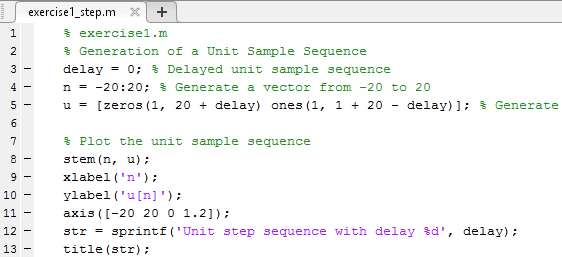 exercise1_step.m × +
1 % exercise1.m
2 % Generation of a Unit Sample Sequence
3 – delay = 0; % Delayed unit sample sequence
4 – n = -20:20; % Generate a vector from -20 to 20
5 – u = [zeros(1, 20 + delay) ones(1, 1 + 20 - delay)]; % Generate
6
7 % Plot the unit sample sequence
8 – stem(n, u);
9 – xlabel('n');
10 – ylabel('u[n]');
11 – axis([-20 20 0 1.2]);
12 – str = sprintf('Unit step sequence with delay %d', delay);
13 – title(str);